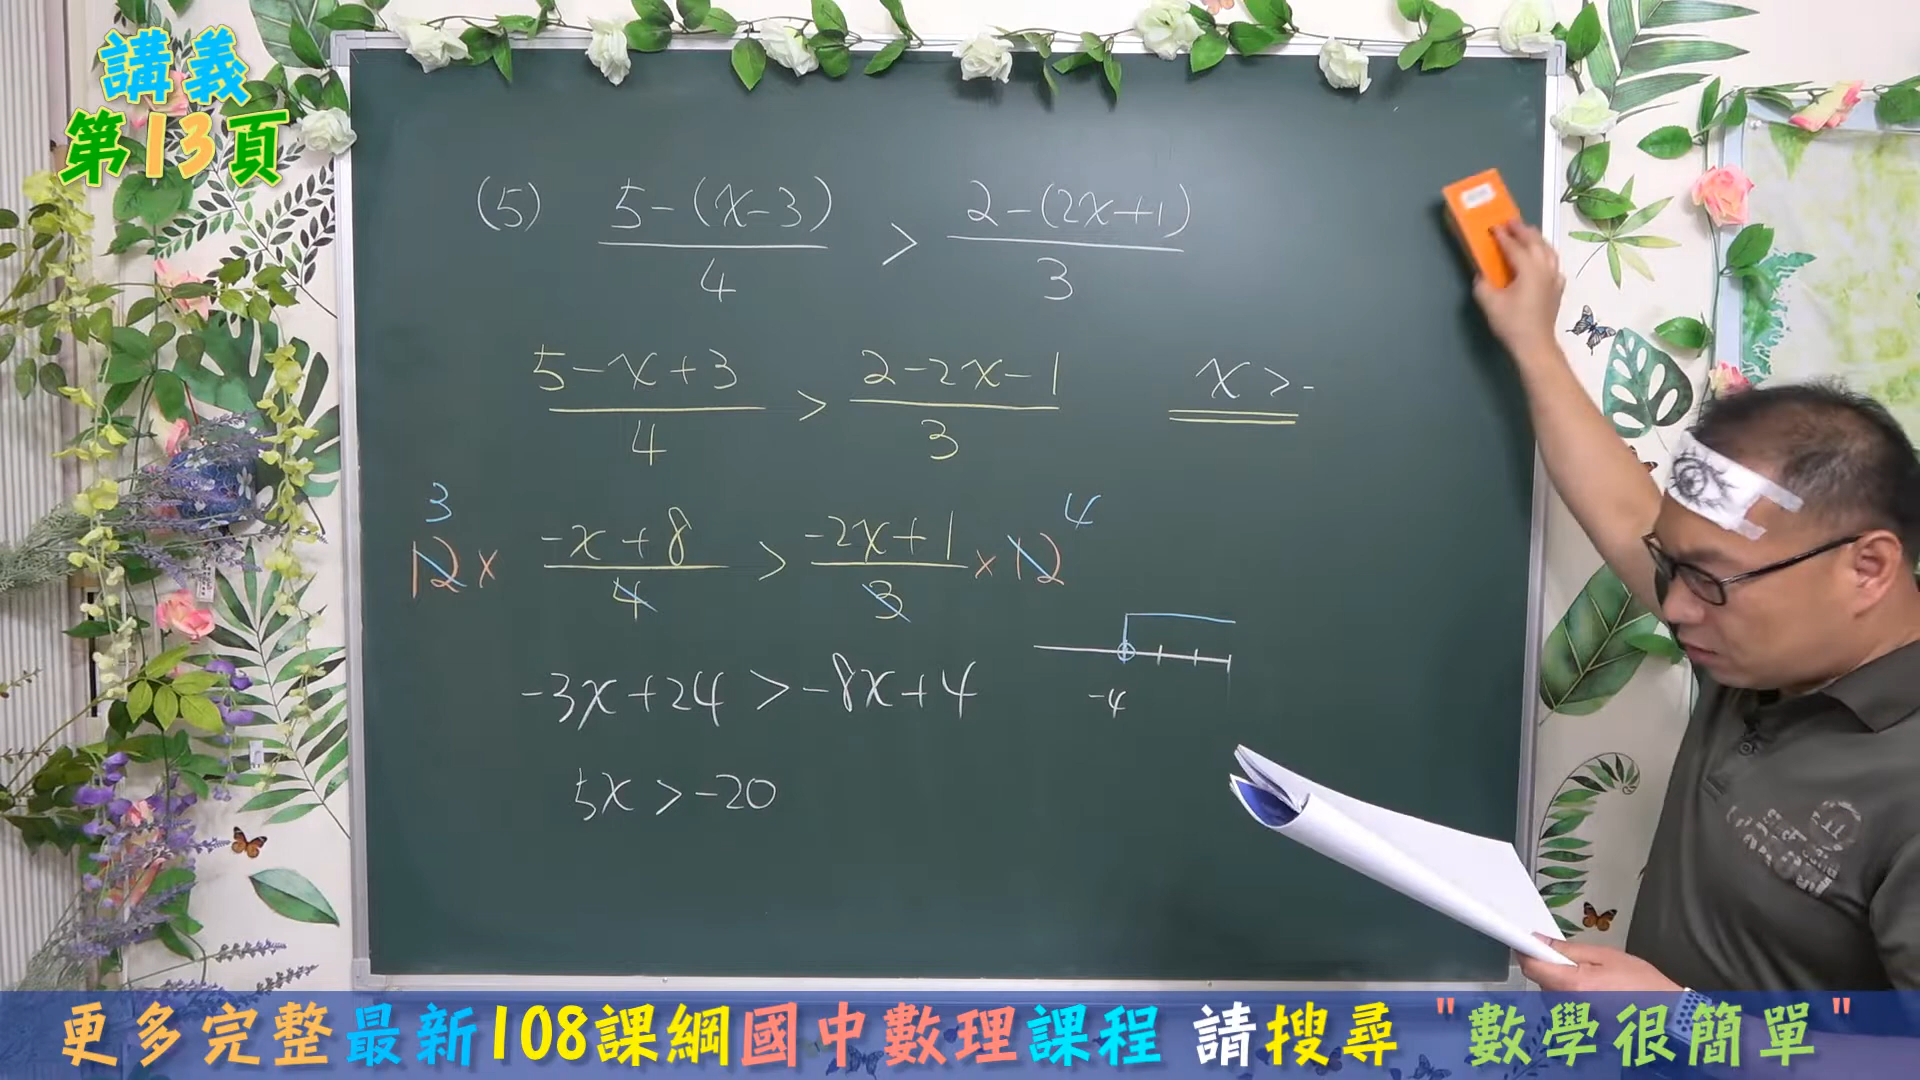 講義
第13頁
(5) 5-(x-3)/4 > 2-(2x+1)/3
5-x+3/4 > 2-2x-1/3
x > -
3 4
12 × -x+8/4 > -2x+1/3 × 12
-3x+24 > -8x+4
-4
5x > -20
更多完整最新108課綱國中數理課程 請搜尋 "數學很簡單"